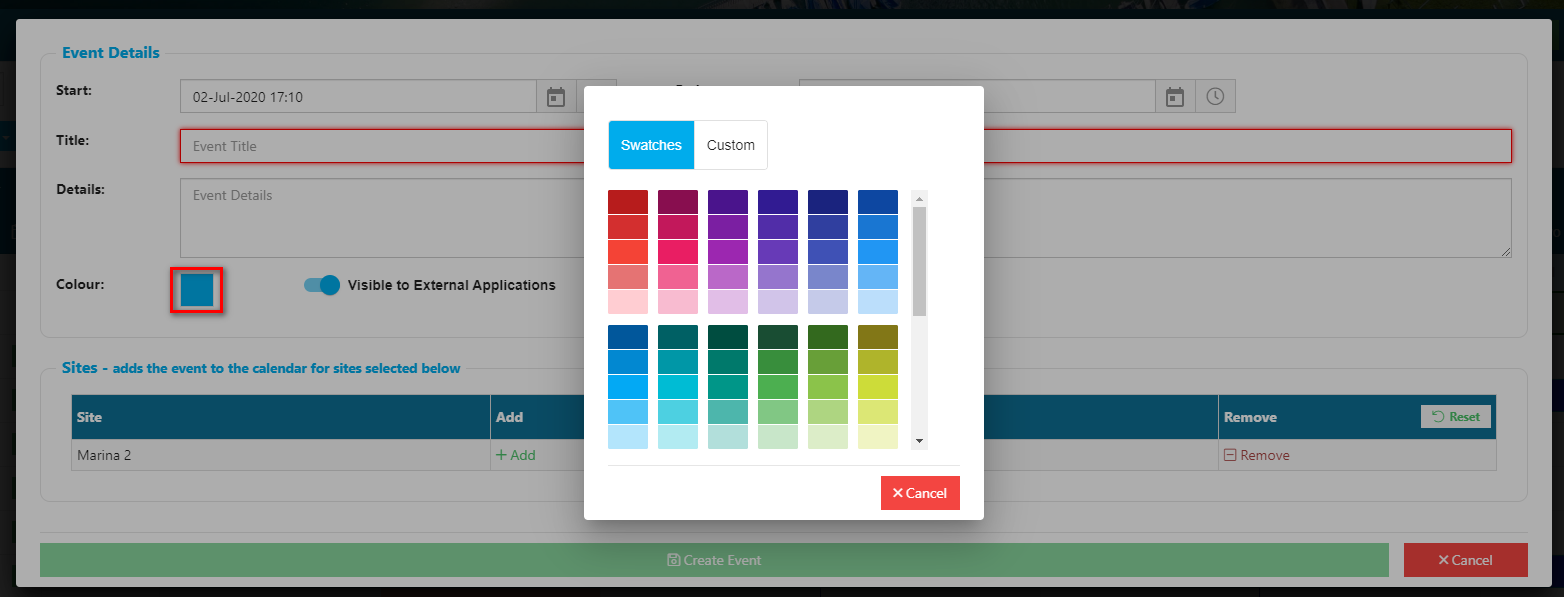 Event Details
Start:
02-Jul-2020 17:10
Title:
Event Title
Details:
Event Details
Colour:
Visible to External Applications
Swatches
Custom
Cancel
Sites - adds the event to the calendar for sites selected below
Site
Add
Remove
Reset
Marina 2
Add
Remove
Create Event
Cancel